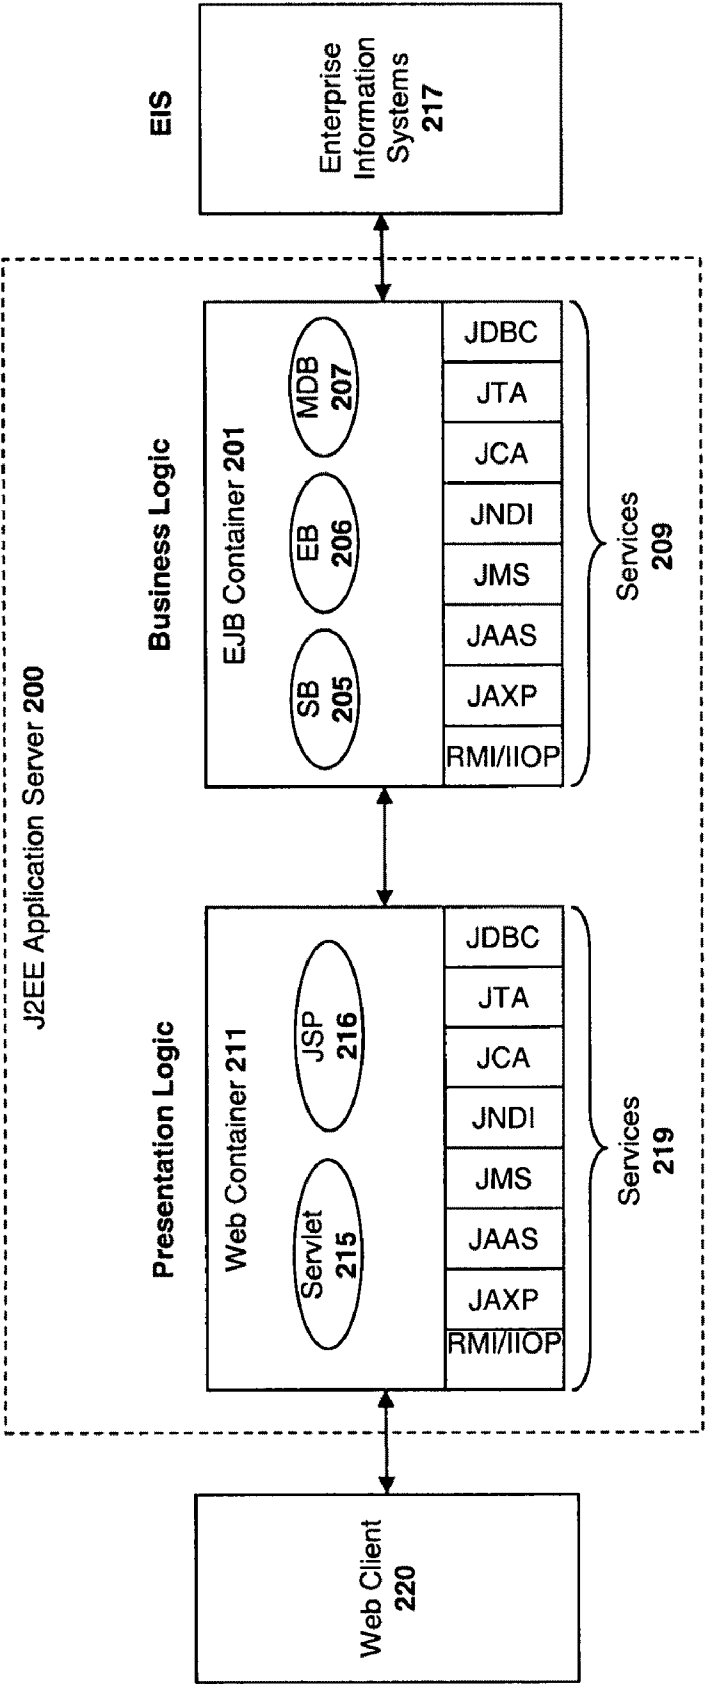 J2EE Application Server 200
Presentation Logic
Business Logic
EIS
Web Client
220
Web Container 211
Servlet
215
JSP
216
RMI/IIOP
JAXP
JAAS
JMS
JNDI
JCA
JTA
JDBC
Services
219
EJB Container 201
SB
205
EB
206
MDB
207
RMI/IIOP
JAXP
JAAS
JMS
JNDI
JCA
JTA
JDBC
Services
209
Enterprise
Information
Systems
217